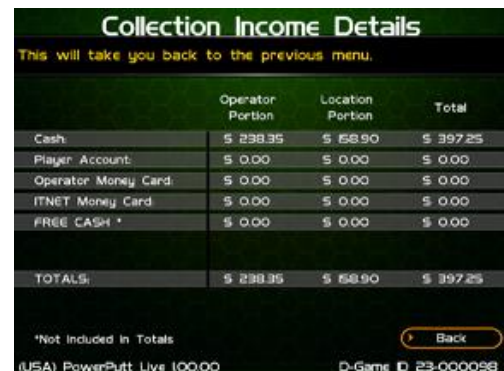 Collection Income Details
This will take you back to the previous menu.
Operator Portion Location Portion Total
Cash: $ 238.35 $ 158.90 $ 397.25
Player Account: $ 0.00 $ 0.00 $ 0.00
Operator Money Card: $ 0.00 $ 0.00 $ 0.00
ITNET Money Card: $ 0.00 $ 0.00 $ 0.00
FREE CASH * $ 0.00 $ 0.00 $ 0.00
TOTALS: $ 238.35 $ 158.90 $ 397.25
*Not Included In Totals
Back
(USA) PowerPutt Live 1.00.00 D-Game ID 23-000098